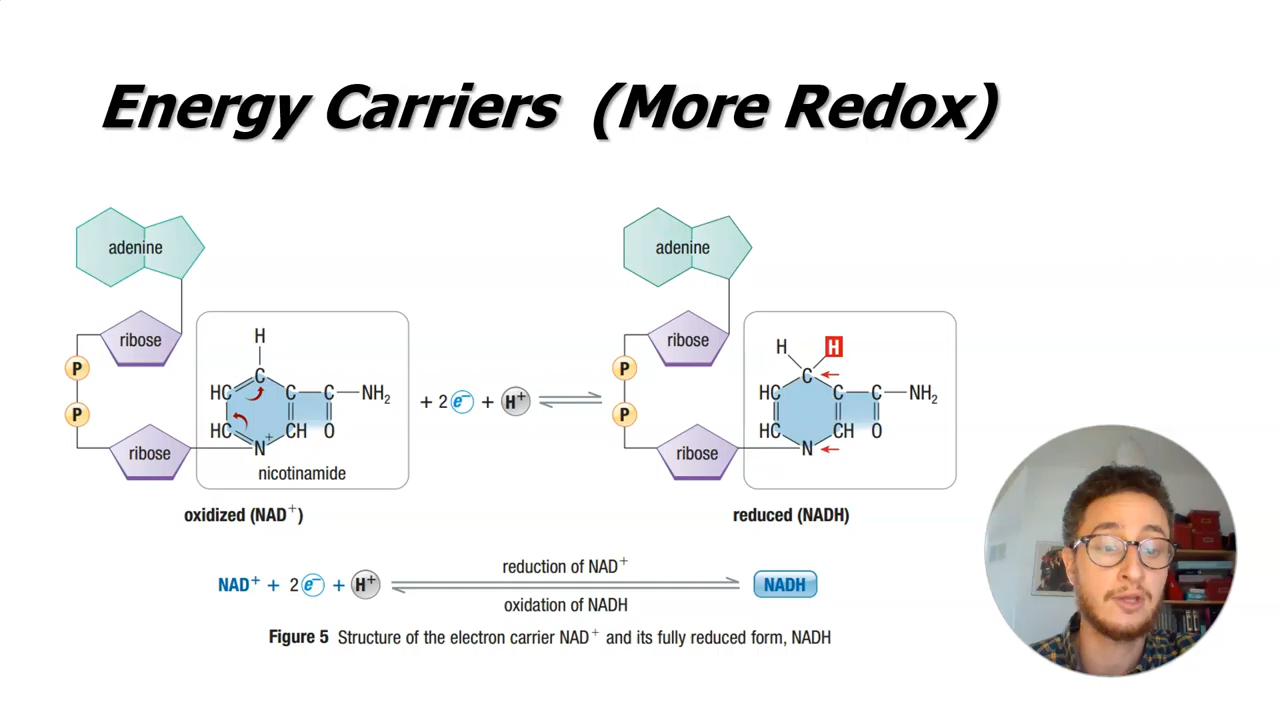 Energy Carriers (More Redox)
adenine
ribose
P
P
ribose
H
HC C C C NH₂
HC N⁺ CH O
nicotinamide
oxidized (NAD⁺)
+ 2 e⁻ + H⁺
adenine
ribose
P
P
ribose
H H
HC C C C NH₂
HC N CH O
reduced (NADH)
NAD⁺ + 2 e⁻ + H⁺
reduction of NAD⁺
oxidation of NADH
NADH
Figure 5 Structure of the electron carrier NAD⁺ and its fully reduced form, NADH